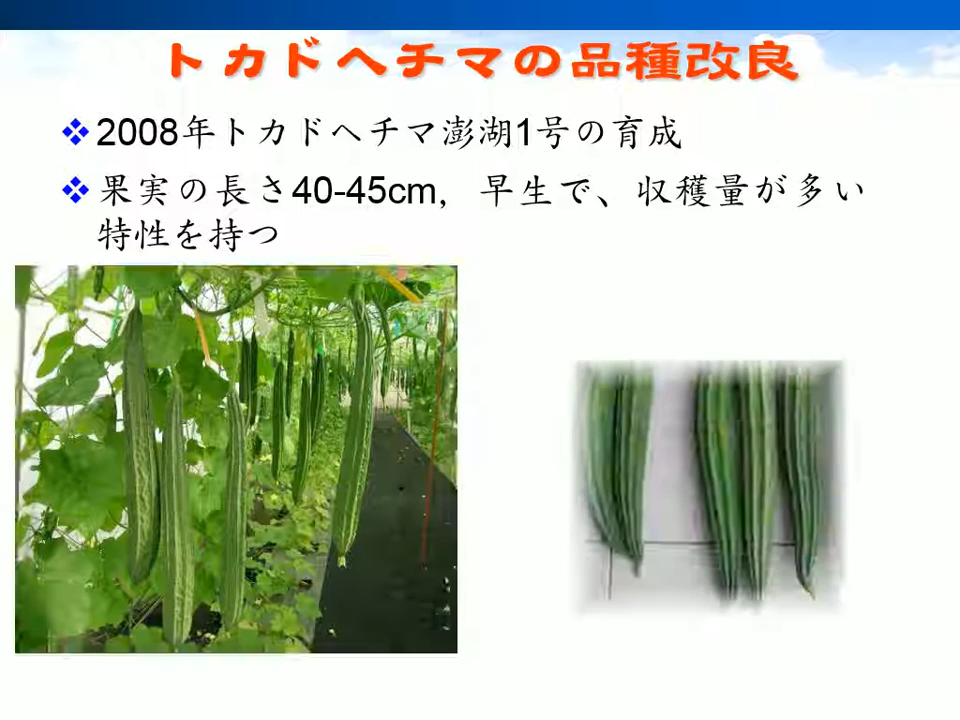 トカドヘチマの品種改良
2008年トカドヘチマ澎湖1号の育成
果実の長さ40-45cm, 早生で、収穫量が多い
特性を持つ